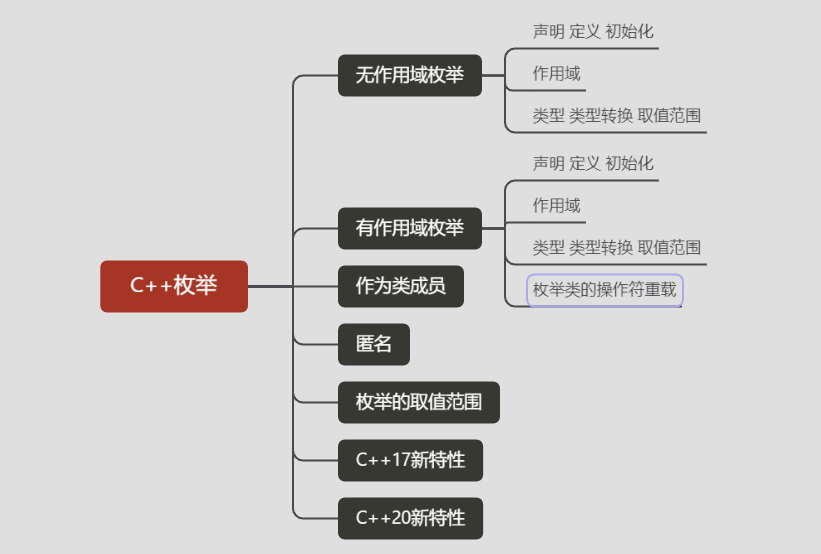 C++枚举
无作用域枚举
声明 定义 初始化
作用域
类型 类型转换 取值范围
有作用域枚举
声明 定义 初始化
作用域
类型 类型转换 取值范围
枚举类的操作符重载
作为类成员
匿名
枚举的取值范围
C++17新特性
C++20新特性